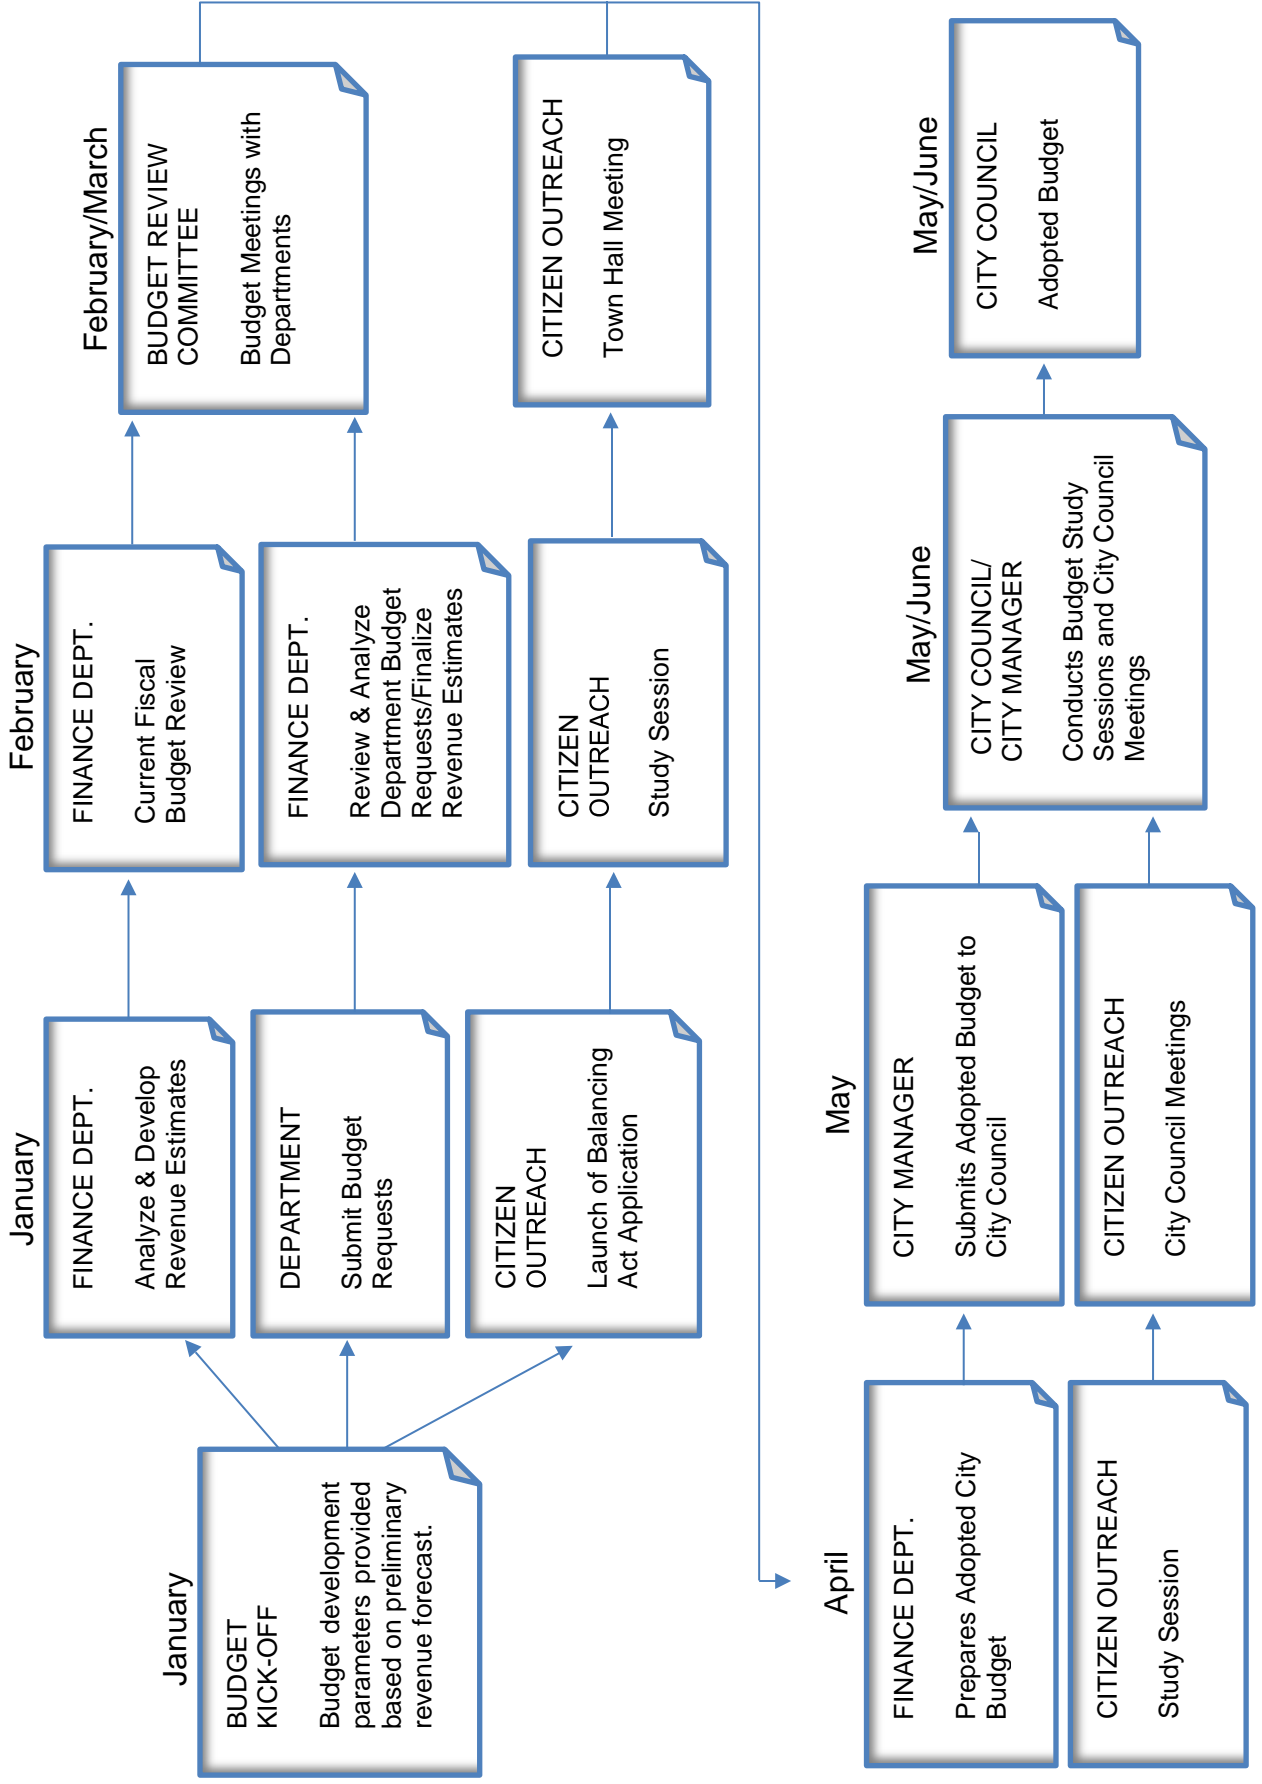 January
BUDGET
KICK-OFF
Budget development
parameters provided
based on preliminary
revenue forecast.
January
FINANCE DEPT.
Analyze & Develop
Revenue Estimates
DEPARTMENT
Submit Budget
Requests
CITIZEN
OUTREACH
Launch of Balancing
Act Application
February
FINANCE DEPT.
Current Fiscal
Budget Review
FINANCE DEPT.
Review & Analyze
Department Budget
Requests/Finalize
Revenue Estimates
CITIZEN
OUTREACH
Study Session
February/March
BUDGET REVIEW
COMMITTEE
Budget Meetings with
Departments
CITIZEN OUTREACH
Town Hall Meeting
April
FINANCE DEPT.
Prepares Adopted City
Budget
CITIZEN OUTREACH
Study Session
May
CITY MANAGER
Submits Adopted Budget to
City Council
CITIZEN OUTREACH
City Council Meetings
May/June
CITY COUNCIL/
CITY MANAGER
Conducts Budget Study
Sessions and City Council
Meetings
May/June
CITY COUNCIL
Adopted Budget